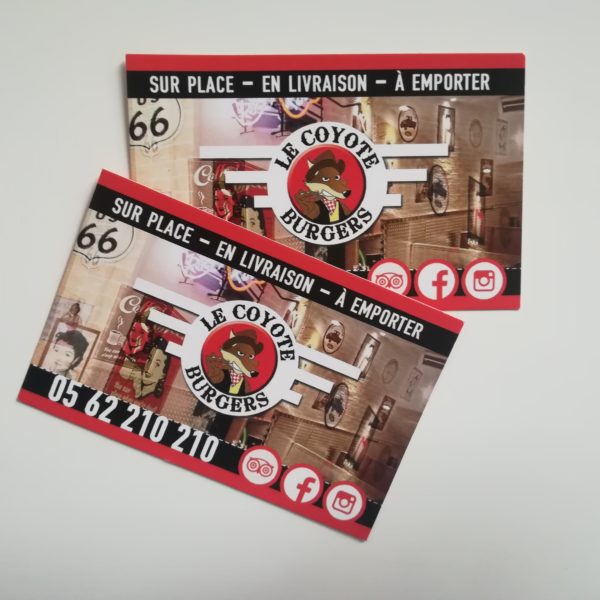 SUR PLACE – EN LIVRAISON – À EMPORTER
66
LE COYOTE
BURGERS
SUR PLACE – EN LIVRAISON – À EMPORTER
66
LE COYOTE
BURGERS
05 62 210 210